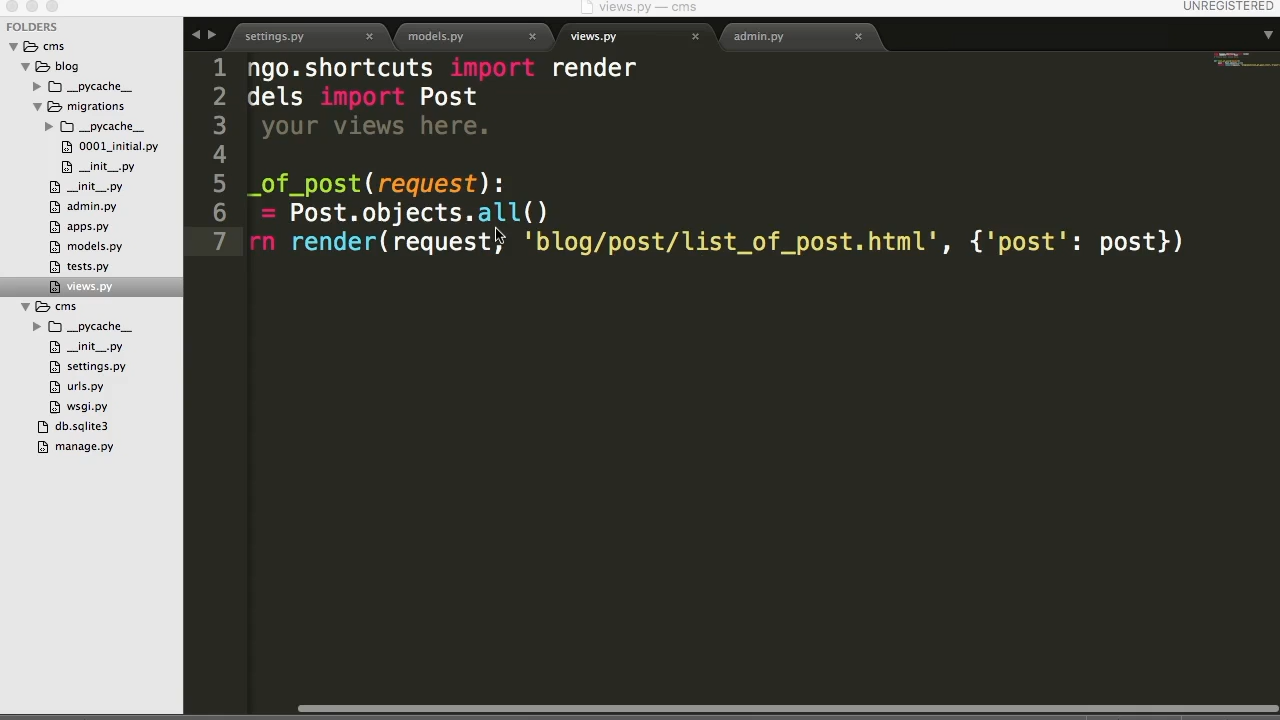 views.py — cms
UNREGISTERED
FOLDERS
cms
blog
__pycache__
migrations
__pycache__
0001_initial.py
__init__.py
__init__.py
admin.py
apps.py
models.py
tests.py
views.py
cms
__pycache__
__init__.py
settings.py
urls.py
wsgi.py
db.sqlite3
manage.py
settings.py × models.py × views.py × admin.py ×
1 ngo.shortcuts import render
2 dels import Post
3 your views here.
4
5 _of_post(request):
6 = Post.objects.all()
7 rn render(request, 'blog/post/list_of_post.html', {'post': post})